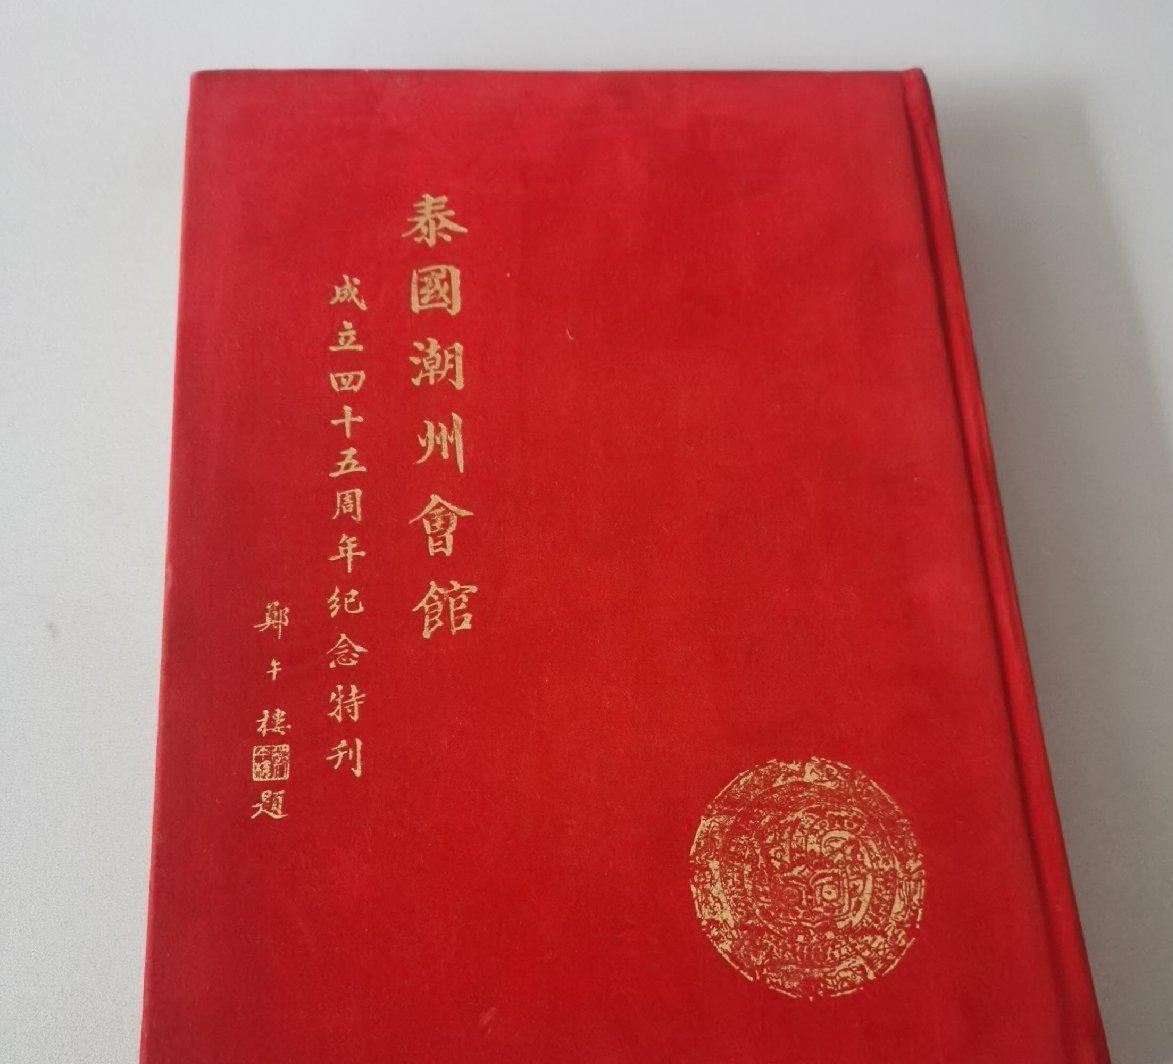 泰國潮州會館
成立四十五周年紀念特刊
鄭午樓題